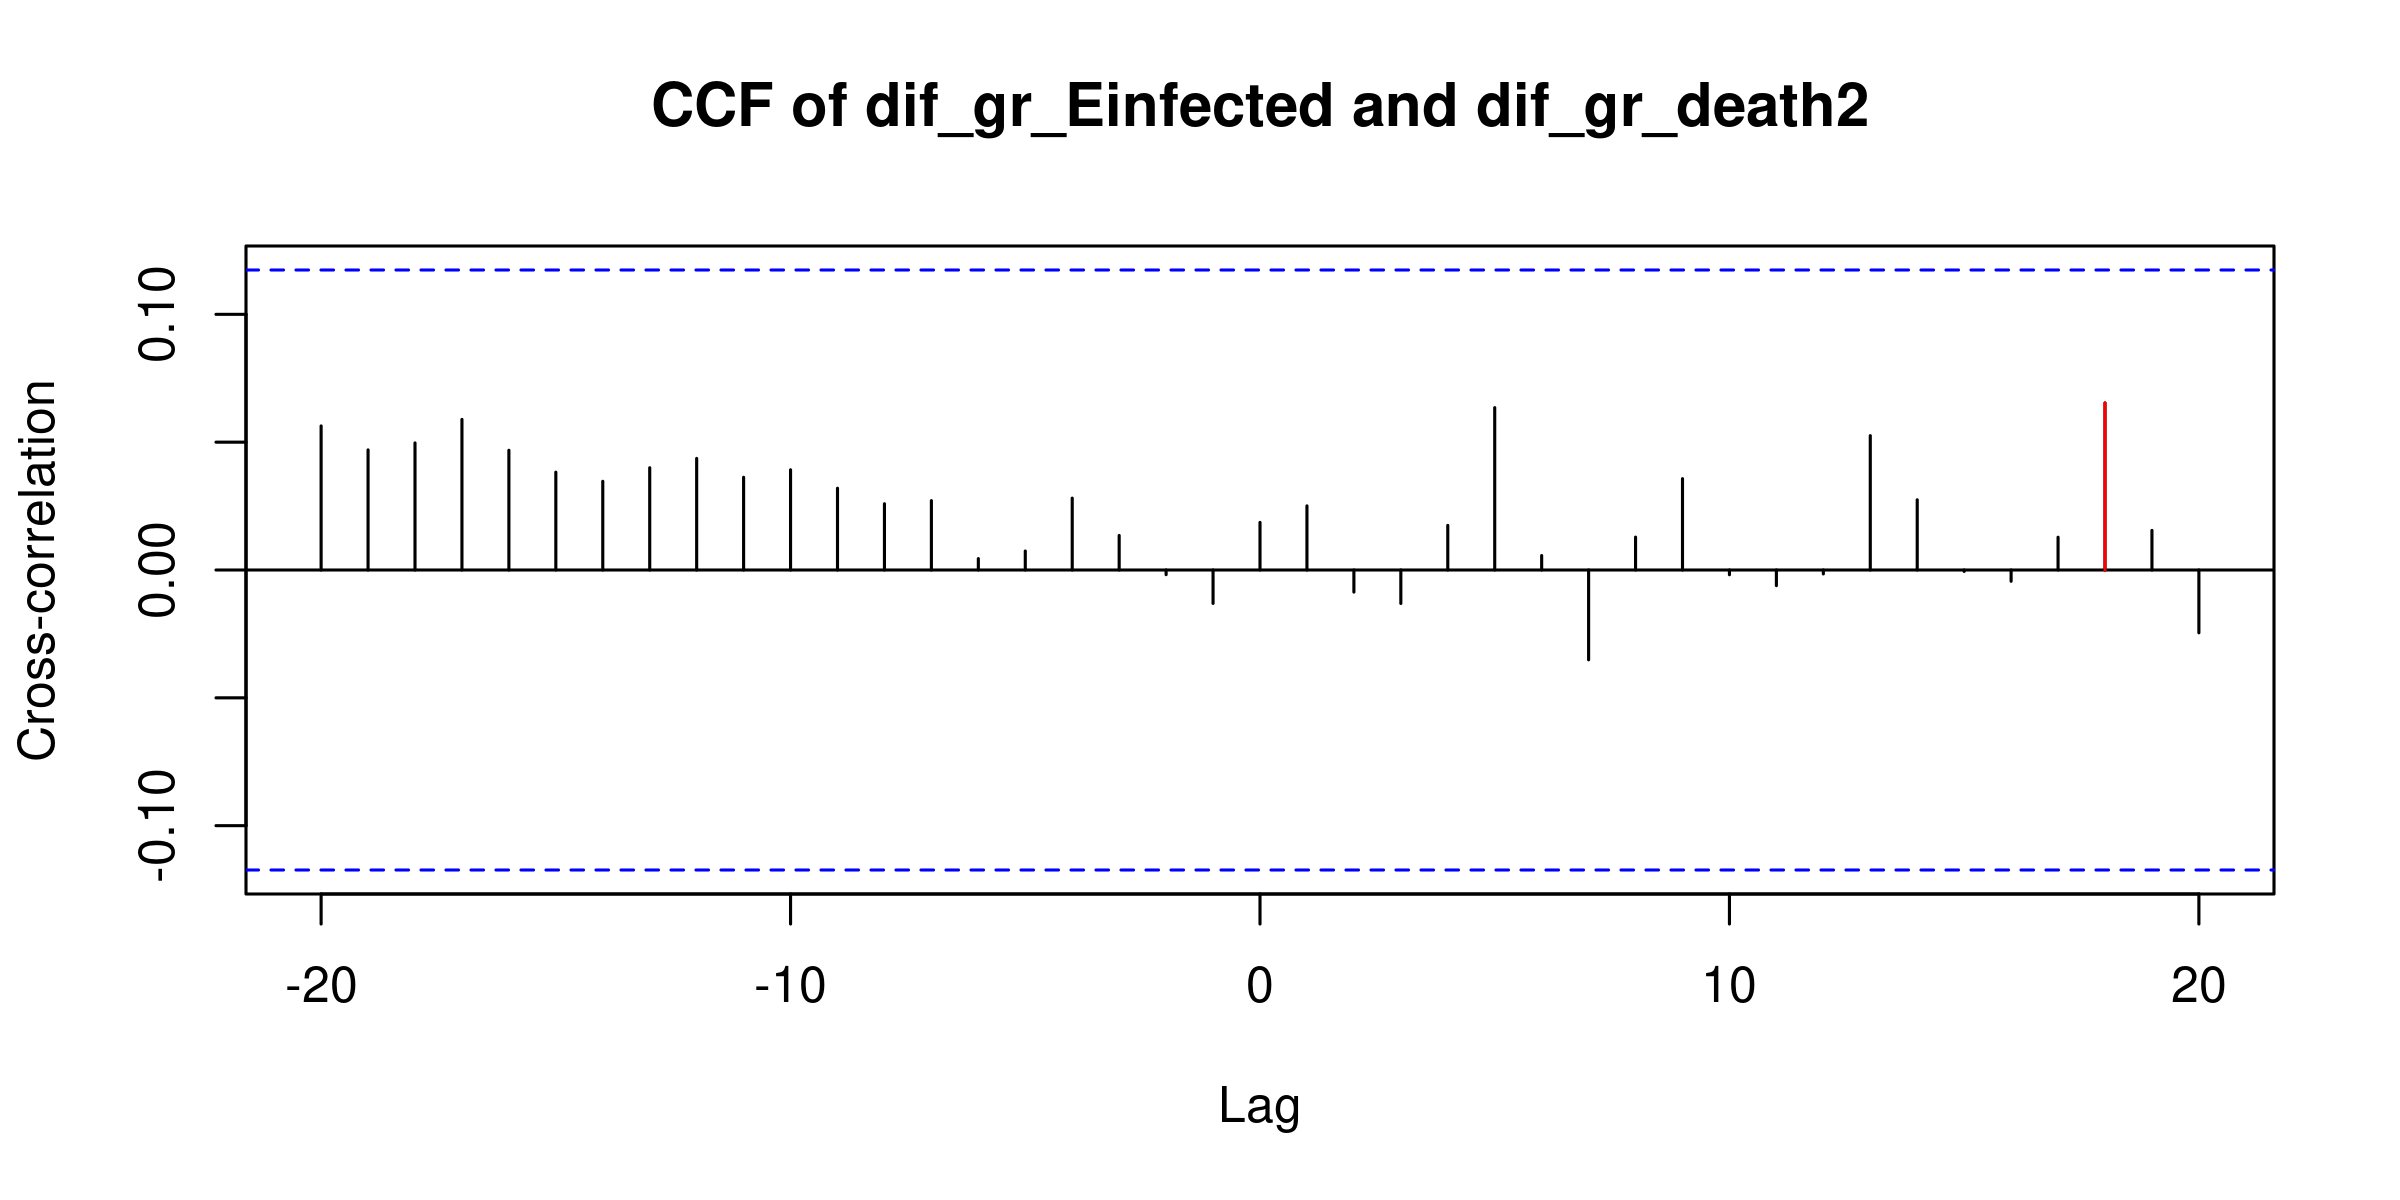 CCF of dif_gr_Einfected and dif_gr_death2
Cross-correlation
0.10
0.00
-0.10
-20 -10 0 10 20
Lag